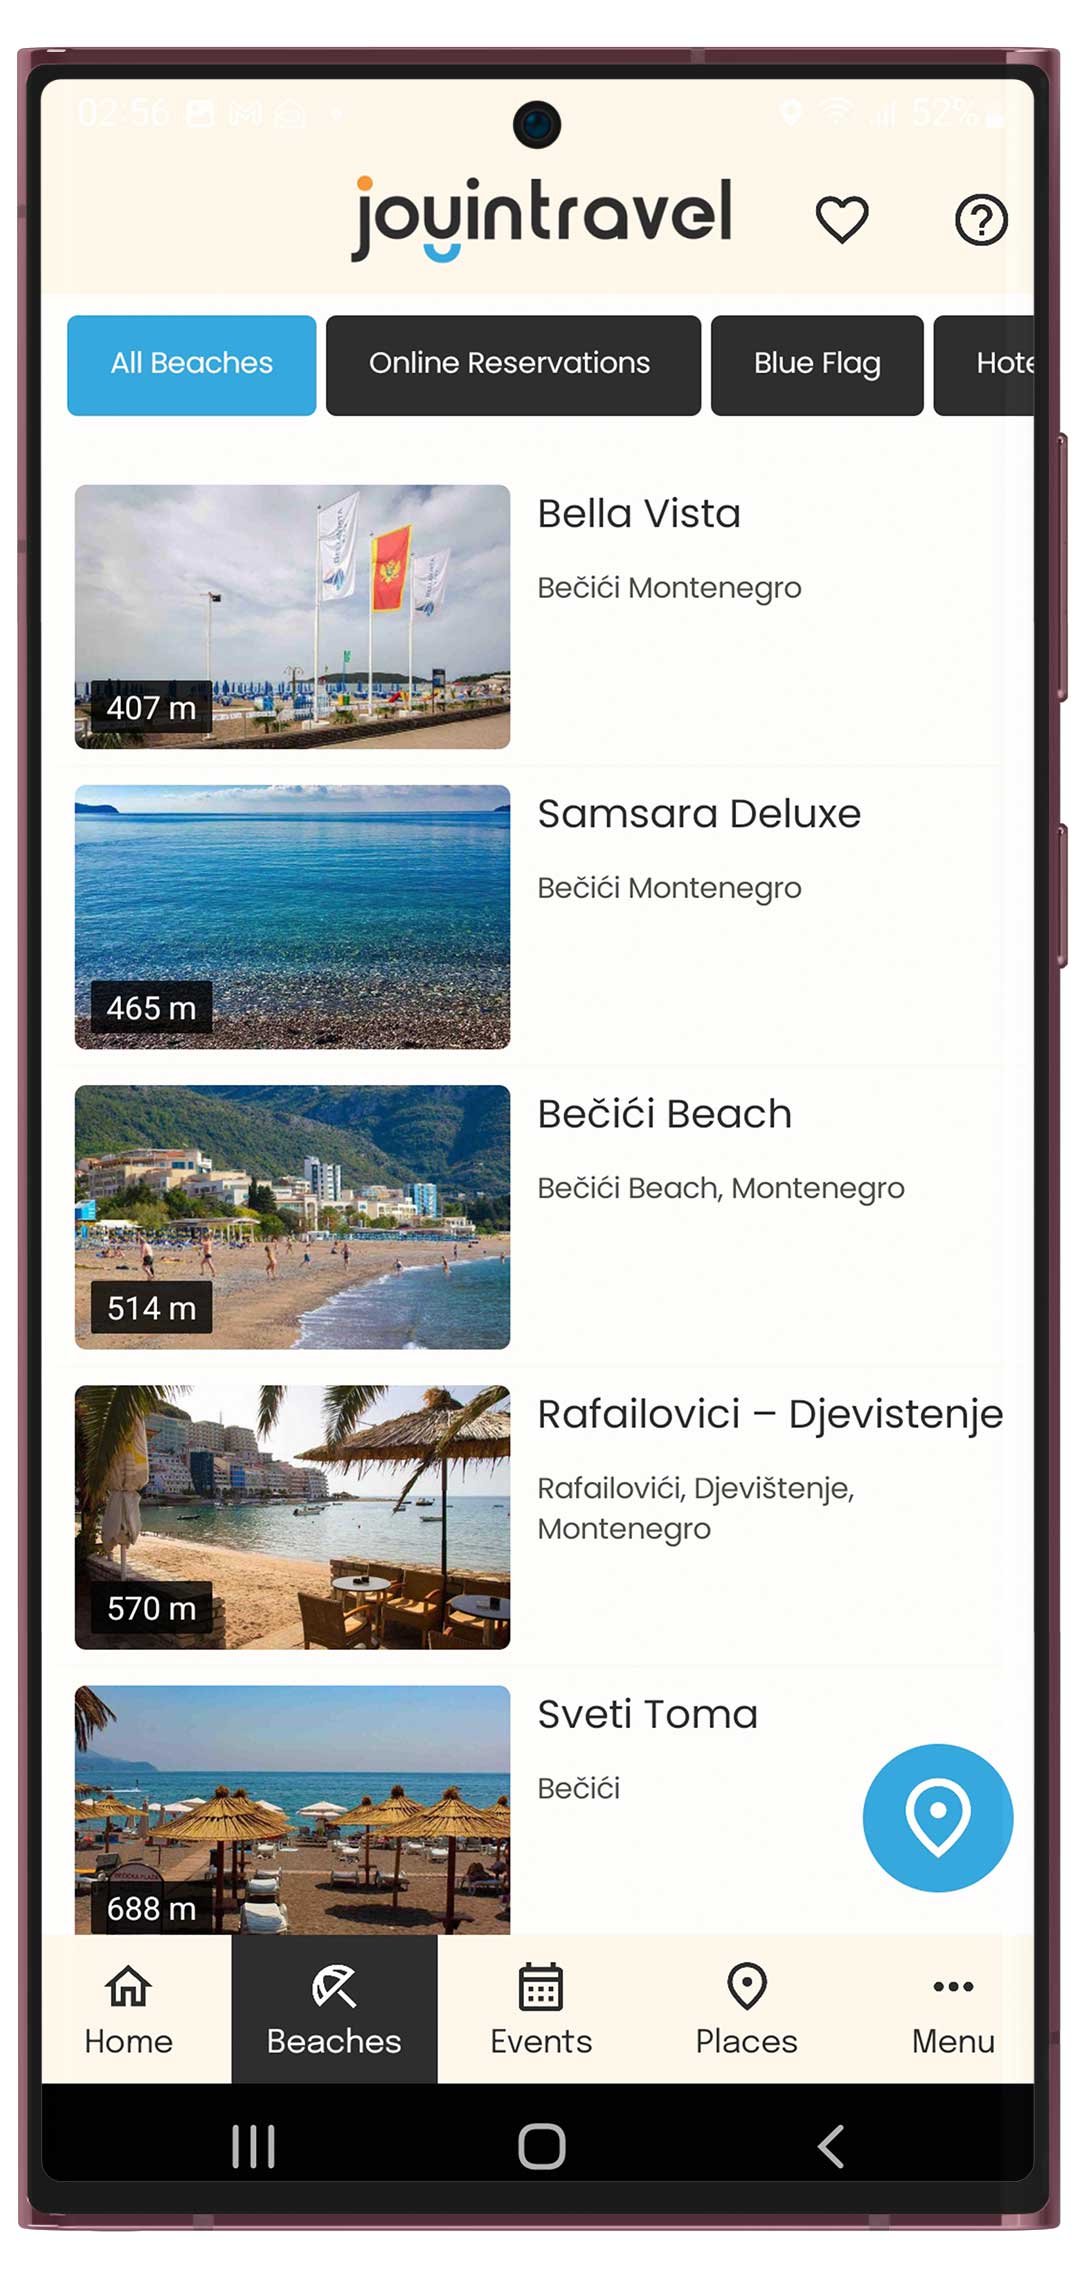 02:56
52%
joyintravel
All Beaches
Online Reservations
Blue Flag
Hote
Bella Vista
Bečići Montenegro
407 m
Samsara Deluxe
Bečići Montenegro
465 m
Bečići Beach
Bečići Beach, Montenegro
514 m
Rafailovici – Djevistenje
Rafailovići, Djevištenje,
Montenegro
570 m
Sveti Toma
Bečići
688 m
Home
Beaches
Events
Places
Menu